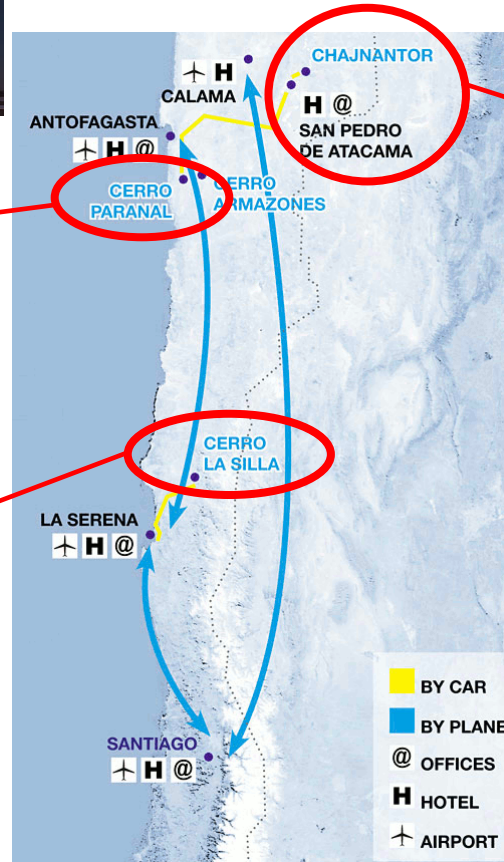 CHAJNANTOR
H
CALAMA
H @
SAN PEDRO
DE ATACAMA
ANTOFAGASTA
H @
CERRO
PARANAL
CERRO
ARMAZONES
CERRO
LA SILLA
LA SERENA
H @
SANTIAGO
H @
BY CAR
BY PLANE
@ OFFICES
H HOTEL
AIRPORT